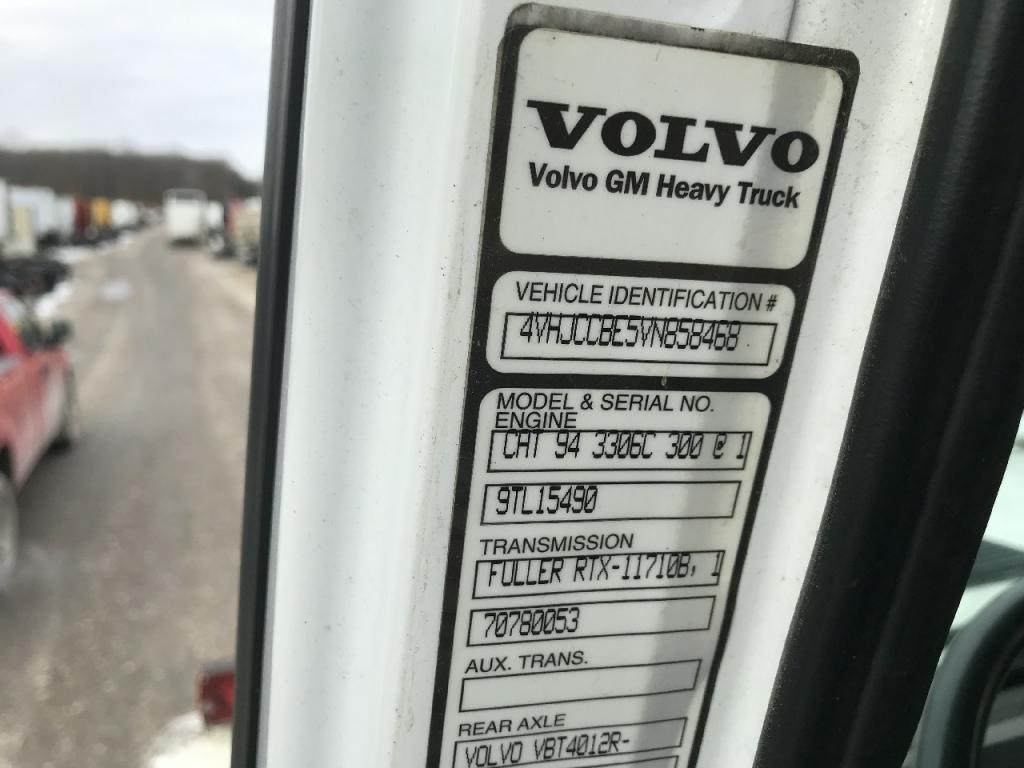 VOLVO
Volvo GM Heavy Truck
VEHICLE IDENTIFICATION #
4VHJCCBE5VN858468
MODEL & SERIAL NO.
ENGINE
CAT 94 3306C 300 @ 1
9TL15490
TRANSMISSION
FULLER RTX-11710B, 1
70780053
AUX. TRANS.
REAR AXLE
VOLVO VBT4012R-